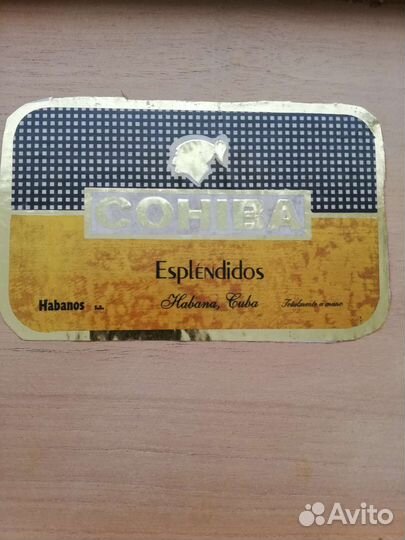 COHIBA
Espléndidos
Habanos s.a.
Habana, Cuba
Totalmente a mano
Avito